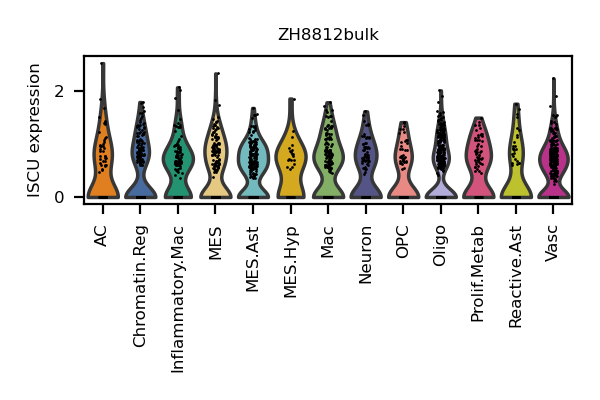 ZH8812bulk
ISCU expression
2
0
AC
Chromatin.Reg
Inflammatory.Mac
MES
MES.Ast
MES.Hyp
Mac
Neuron
OPC
Oligo
Prolif.Metab
Reactive.Ast
Vasc